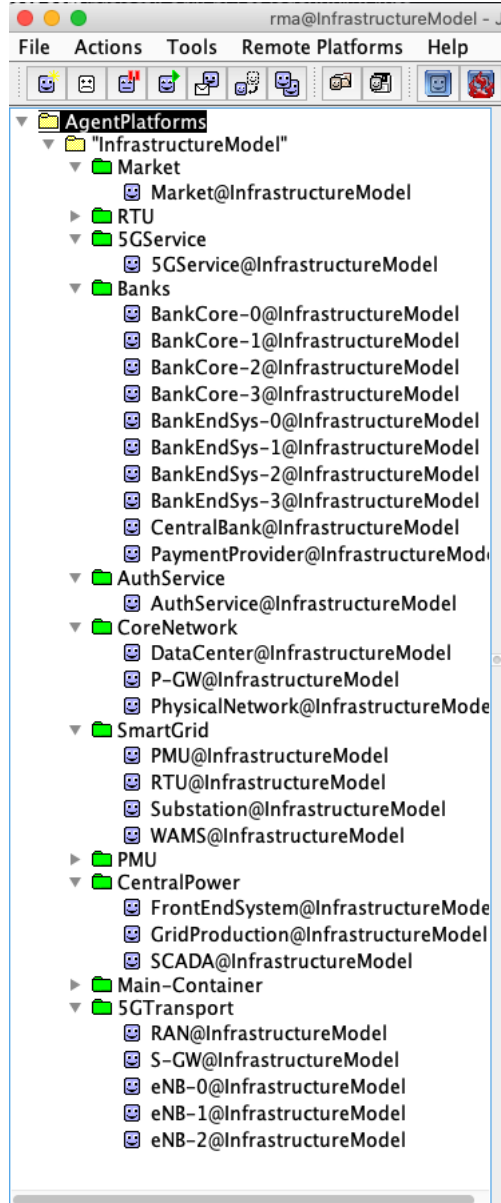 rma@InfrastructureModel - J
File Actions Tools Remote Platforms Help
AgentPlatforms
"InfrastructureModel"
Market
Market@InfrastructureModel
RTU
5GService
5GService@InfrastructureModel
Banks
BankCore-0@InfrastructureModel
BankCore-1@InfrastructureModel
BankCore-2@InfrastructureModel
BankCore-3@InfrastructureModel
BankEndSys-0@InfrastructureModel
BankEndSys-1@InfrastructureModel
BankEndSys-2@InfrastructureModel
BankEndSys-3@InfrastructureModel
CentralBank@InfrastructureModel
PaymentProvider@InfrastructureMod
AuthService
AuthService@InfrastructureModel
CoreNetwork
DataCenter@InfrastructureModel
P-GW@InfrastructureModel
PhysicalNetwork@InfrastructureMode
SmartGrid
PMU@InfrastructureModel
RTU@InfrastructureModel
Substation@InfrastructureModel
WAMS@InfrastructureModel
PMU
CentralPower
FrontEndSystem@InfrastructureMode
GridProduction@InfrastructureModel
SCADA@InfrastructureModel
Main-Container
5GTransport
RAN@InfrastructureModel
S-GW@InfrastructureModel
eNB-0@InfrastructureModel
eNB-1@InfrastructureModel
eNB-2@InfrastructureModel